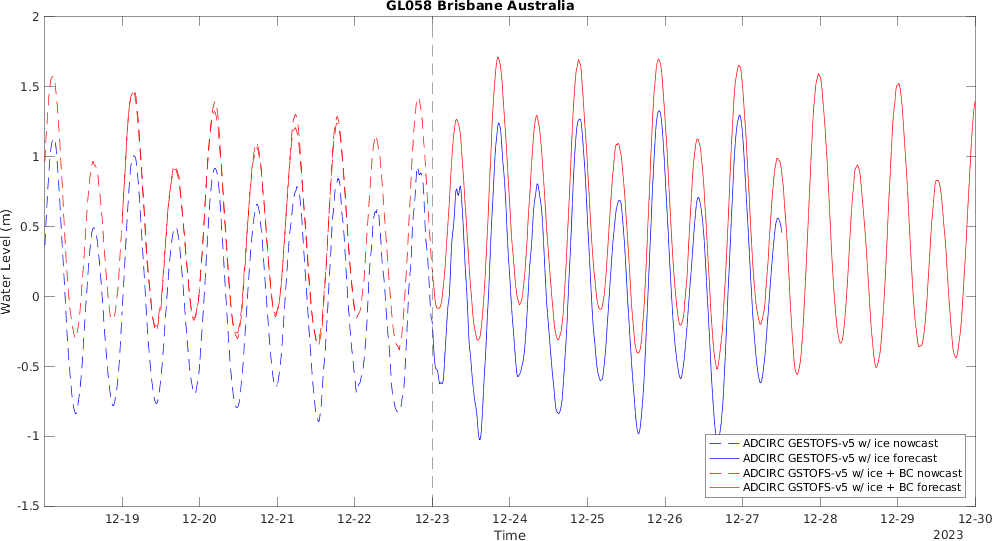 GL058 Brisbane Australia
2
1.5
1
0.5
0
-0.5
-1
-1.5
Water Level (m)
ADCIRC GESTOFS-v5 w/ ice nowcast
ADCIRC GESTOFS-v5 w/ ice forecast
ADCIRC GSTOFS-v5 w/ ice + BC nowcast
ADCIRC GSTOFS-v5 w/ ice + BC forecast
12-19 12-20 12-21 12-22 12-23 12-24 12-25 12-26 12-27 12-28 12-29 12-30
Time
2023